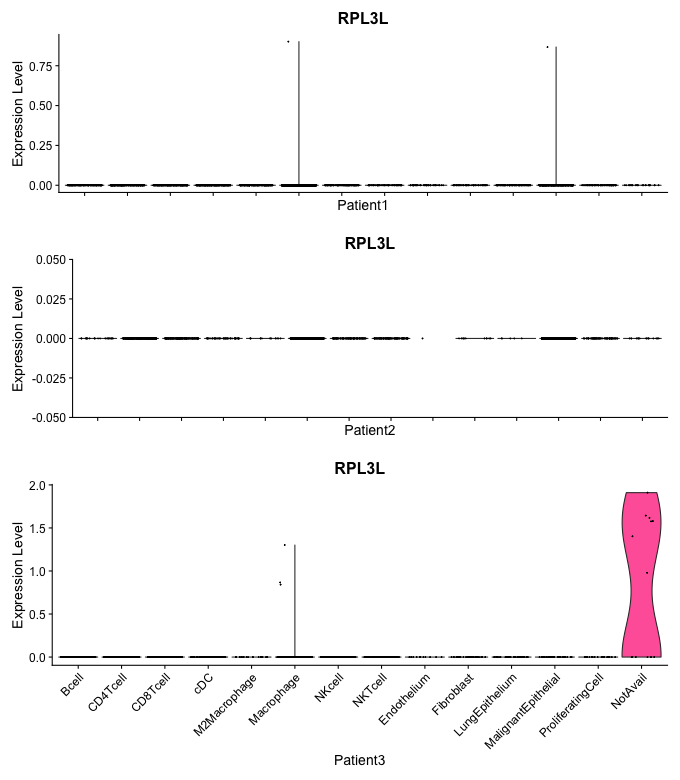 RPL3L
Expression Level
0.75
0.50
0.25
0.00
Patient1
RPL3L
Expression Level
0.050
0.025
0.000
-0.025
-0.050
Patient2
RPL3L
Expression Level
2.0
1.5
1.0
0.5
0.0
Bcell
CD4Tcell
CD8Tcell
cDC
M2Macrophage
Macrophage
NKcell
NKTcell
Endothelium
Fibroblast
LungEpithelium
MalignantEpithelial
ProliferatingCell
NotAvail
Patient3